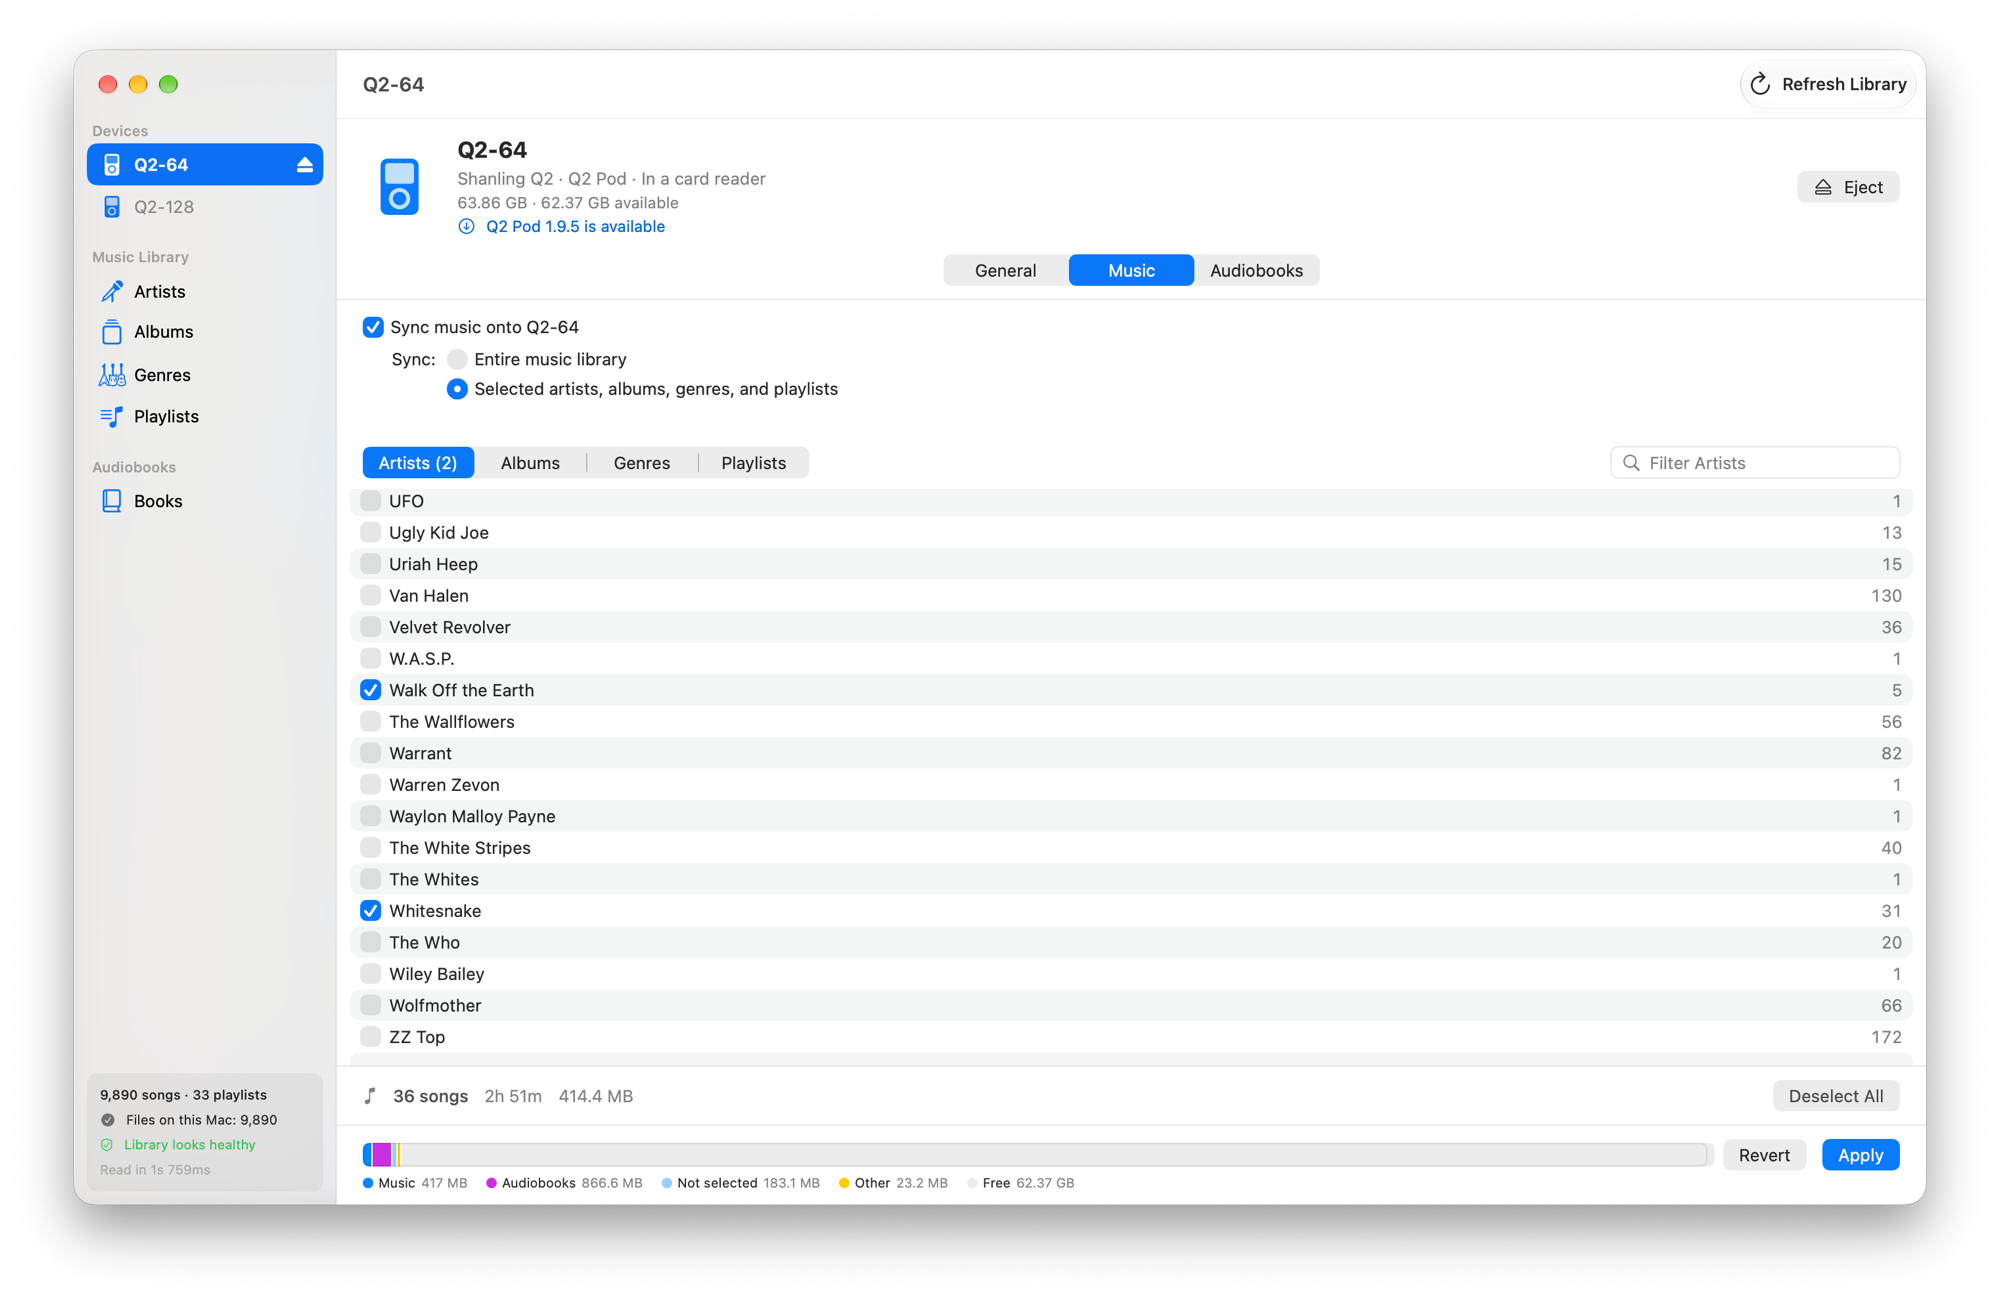 Q2-64
Refresh Library
Devices
Q2-64
Q2-128
Music Library
Artists
Albums
Genres
Playlists
Audiobooks
Books
9,890 songs · 33 playlists
Files on this Mac: 9,890
Library looks healthy
Read in 1s 759ms
Q2-64
Shanling Q2 · Q2 Pod · In a card reader
63.86 GB · 62.37 GB available
Q2 Pod 1.9.5 is available
Eject
General Music Audiobooks
Sync music onto Q2-64
Sync: Entire music library
Selected artists, albums, genres, and playlists
Artists (2) Albums Genres Playlists Filter Artists
UFO 1
Ugly Kid Joe 13
Uriah Heep 15
Van Halen 130
Velvet Revolver 36
W.A.S.P. 1
Walk Off the Earth 5
The Wallflowers 56
Warrant 82
Warren Zevon 1
Waylon Malloy Payne 1
The White Stripes 40
The Whites 1
Whitesnake 31
The Who 20
Wiley Bailey 1
Wolfmother 66
ZZ Top 172
36 songs 2h 51m 414.4 MB Deselect All
Revert Apply
Music 417 MB Audiobooks 866.6 MB Not selected 183.1 MB Other 23.2 MB Free 62.37 GB